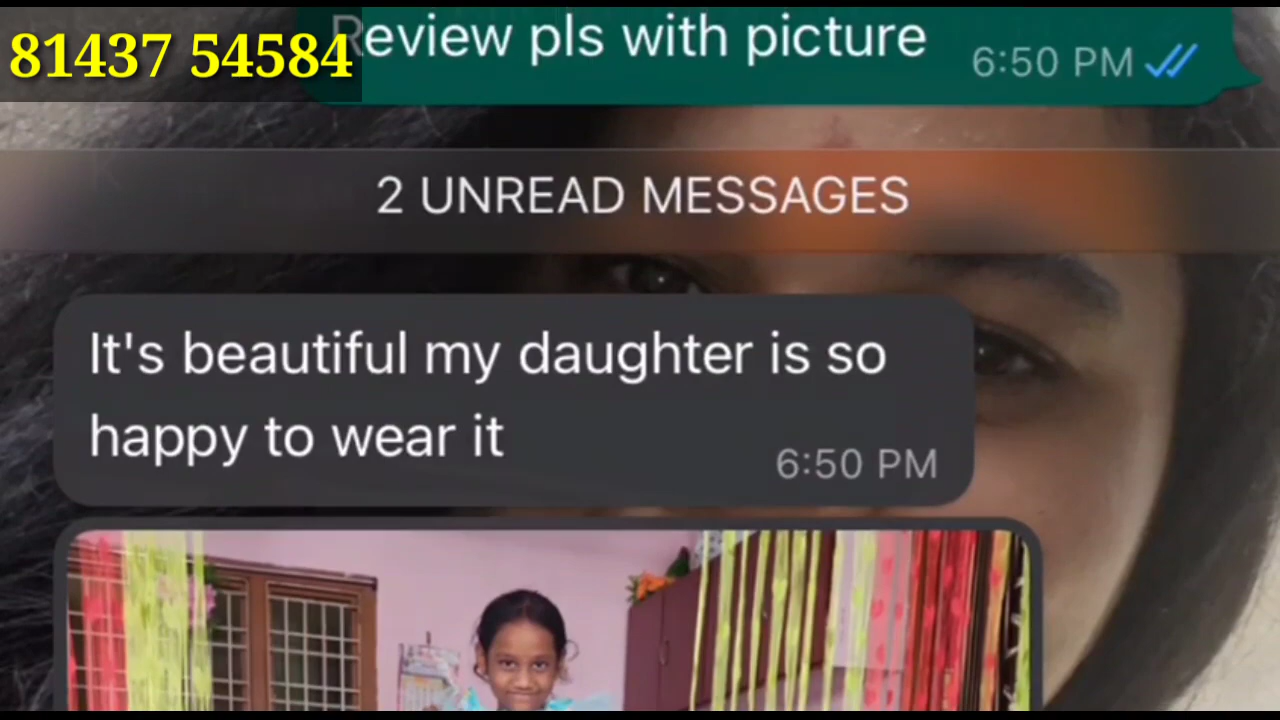 81437 54584
Review pls with picture
6:50 PM
2 UNREAD MESSAGES
It's beautiful my daughter is so
happy to wear it
6:50 PM